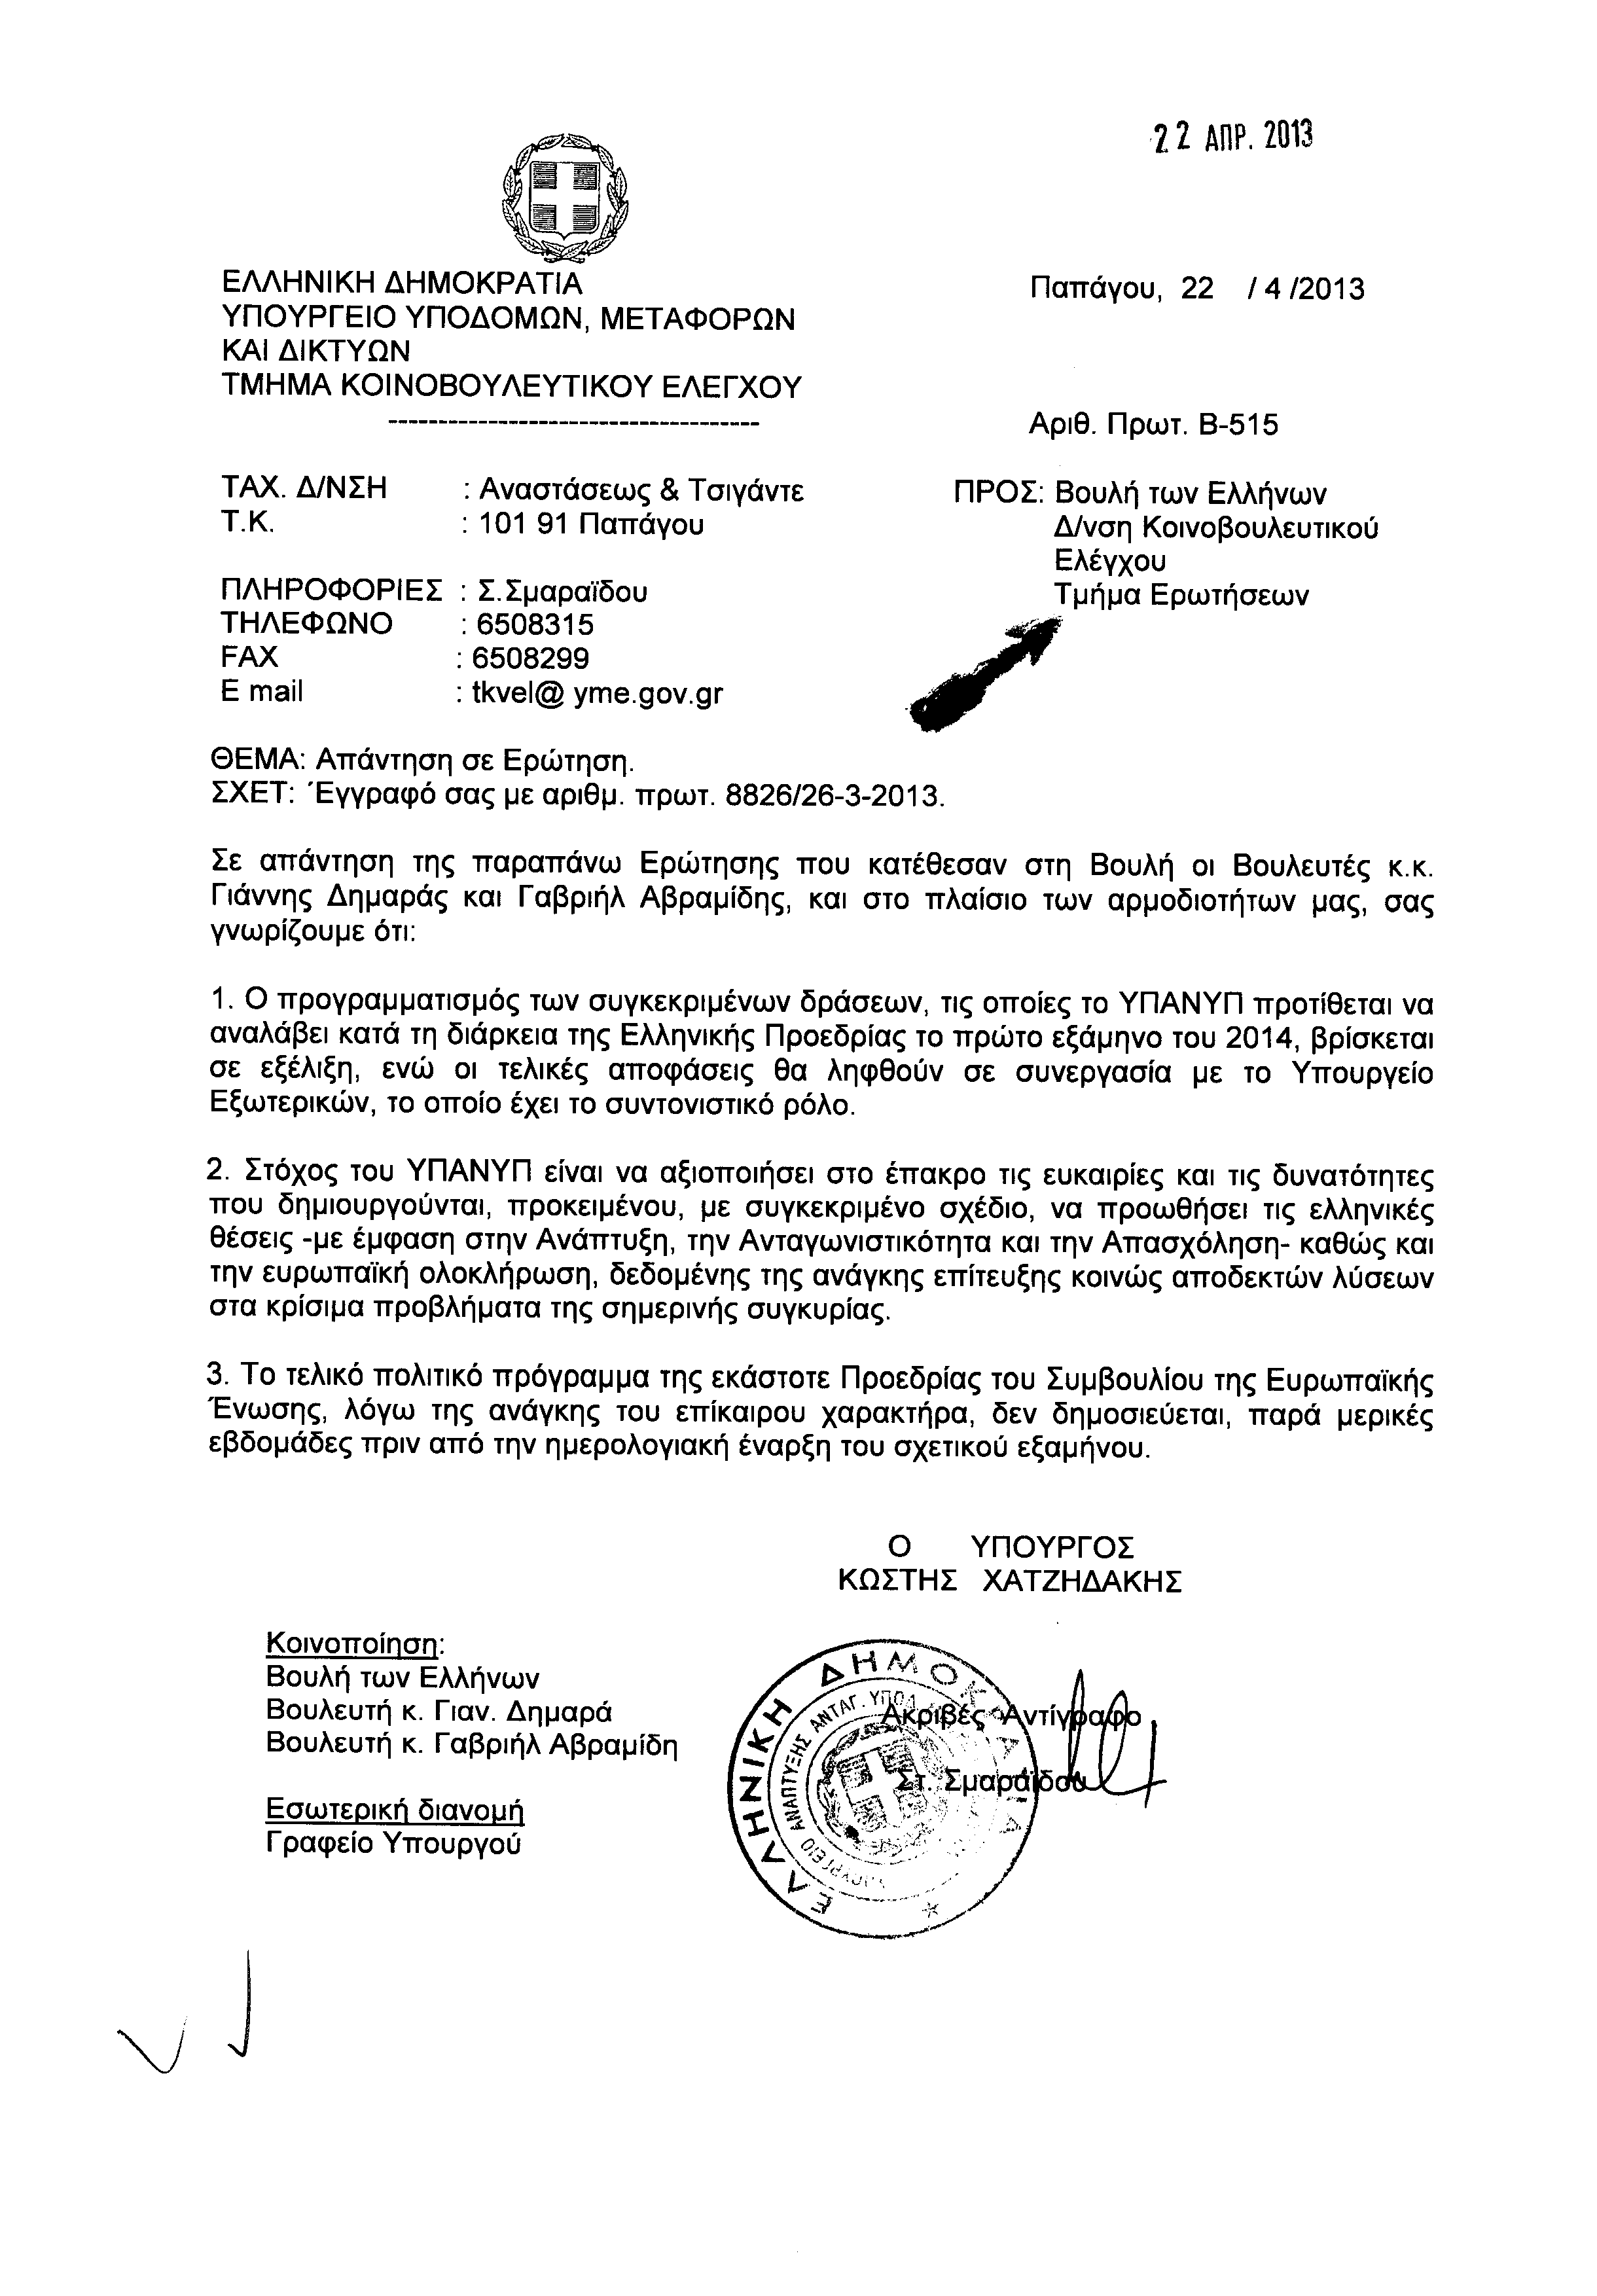 22 ΑΠΡ. 2013
ΕΛΛΗΝΙΚΗ ΔΗΜΟΚΡΑΤΙΑ
ΥΠΟΥΡΓΕΙΟ ΥΠΟΔΟΜΩΝ, ΜΕΤΑΦΟΡΩΝ
ΚΑΙ ΔΙΚΤΥΩΝ
ΤΜΗΜΑ ΚΟΙΝΟΒΟΥΛΕΥΤΙΚΟΥ ΕΛΕΓΧΟΥ
-------------------------------------
Παπάγου, 22 / 4 /2013
Αριθ. Πρωτ. Β-515
ΤΑΧ. Δ/ΝΣΗ : Αναστάσεως & Τσιγάντε
Τ.Κ. : 101 91 Παπάγου
ΠΛΗΡΟΦΟΡΙΕΣ : Σ.Σμαραϊδου
ΤΗΛΕΦΩΝΟ : 6508315
FAX : 6508299
E mail : tkvel@ yme.gov.gr
ΠΡΟΣ: Βουλή των Ελλήνων
Δ/νση Κοινοβουλευτικού
Ελέγχου
Τμήμα Ερωτήσεων
ΘΕΜΑ: Απάντηση σε Ερώτηση.
ΣΧΕΤ: Έγγραφό σας με αριθμ. πρωτ. 8826/26-3-2013.
Σε απάντηση της παραπάνω Ερώτησης που κατέθεσαν στη Βουλή οι Βουλευτές κ.κ.
Γιάννης Δημαράς και Γαβριήλ Αβραμίδης, και στο πλαίσιο των αρμοδιοτήτων μας, σας
γνωρίζουμε ότι:
1. Ο προγραμματισμός των συγκεκριμένων δράσεων, τις οποίες το ΥΠΑΝΥΠ προτίθεται να
αναλάβει κατά τη διάρκεια της Ελληνικής Προεδρίας το πρώτο εξάμηνο του 2014, βρίσκεται
σε εξέλιξη, ενώ οι τελικές αποφάσεις θα ληφθούν σε συνεργασία με το Υπουργείο
Εξωτερικών, το οποίο έχει το συντονιστικό ρόλο.
2. Στόχος του ΥΠΑΝΥΠ είναι να αξιοποιήσει στο έπακρο τις ευκαιρίες και τις δυνατότητες
που δημιουργούνται, προκειμένου, με συγκεκριμένο σχέδιο, να προωθήσει τις ελληνικές
θέσεις -με έμφαση στην Ανάπτυξη, την Ανταγωνιστικότητα και την Απασχόληση- καθώς και
την ευρωπαϊκή ολοκλήρωση, δεδομένης της ανάγκης επίτευξης κοινώς αποδεκτών λύσεων
στα κρίσιμα προβλήματα της σημερινής συγκυρίας.
3. Το τελικό πολιτικό πρόγραμμα της εκάστοτε Προεδρίας του Συμβουλίου της Ευρωπαϊκής
Ένωσης, λόγω της ανάγκης του επίκαιρου χαρακτήρα, δεν δημοσιεύεται, παρά μερικές
εβδομάδες πριν από την ημερολογιακή έναρξη του σχετικού εξαμήνου.
Ο ΥΠΟΥΡΓΟΣ
ΚΩΣΤΗΣ ΧΑΤΖΗΔΑΚΗΣ
Κοινοποίηση:
Βουλή των Ελλήνων
Βουλευτή κ. Γιαν. Δημαρά
Βουλευτή κ. Γαβριήλ Αβραμίδη
Εσωτερική διανομή
Γραφείο Υπουργού
ΕΛΛΗΝΙΚΗ ΔΗΜΟΚΡΑΤΙΑ
ΑΝΑΠΤΥΞΗΣ ΑΝΤΑΓ. ΥΠΟΔ
Ακριβές Αντίγραφο
Στ. Σμαραϊδου